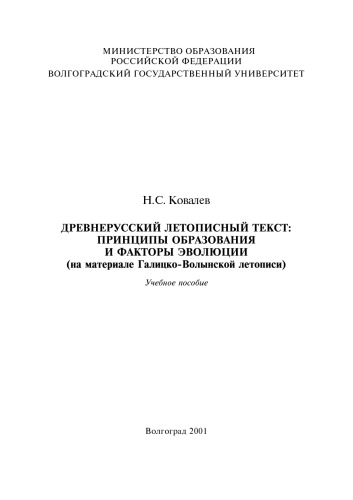 МИНИСТЕРСТВО ОБРАЗОВАНИЯ
РОССИЙСКОЙ ФЕДЕРАЦИИ
ВОЛГОГРАДСКИЙ ГОСУДАРСТВЕННЫЙ УНИВЕРСИТЕТ
Н.С. Ковалев
ДРЕВНЕРУССКИЙ ЛЕТОПИСНЫЙ ТЕКСТ:
ПРИНЦИПЫ ОБРАЗОВАНИЯ
И ФАКТОРЫ ЭВОЛЮЦИИ
(на материале Галицко-Волынской летописи)
Учебное пособие
Волгоград 2001